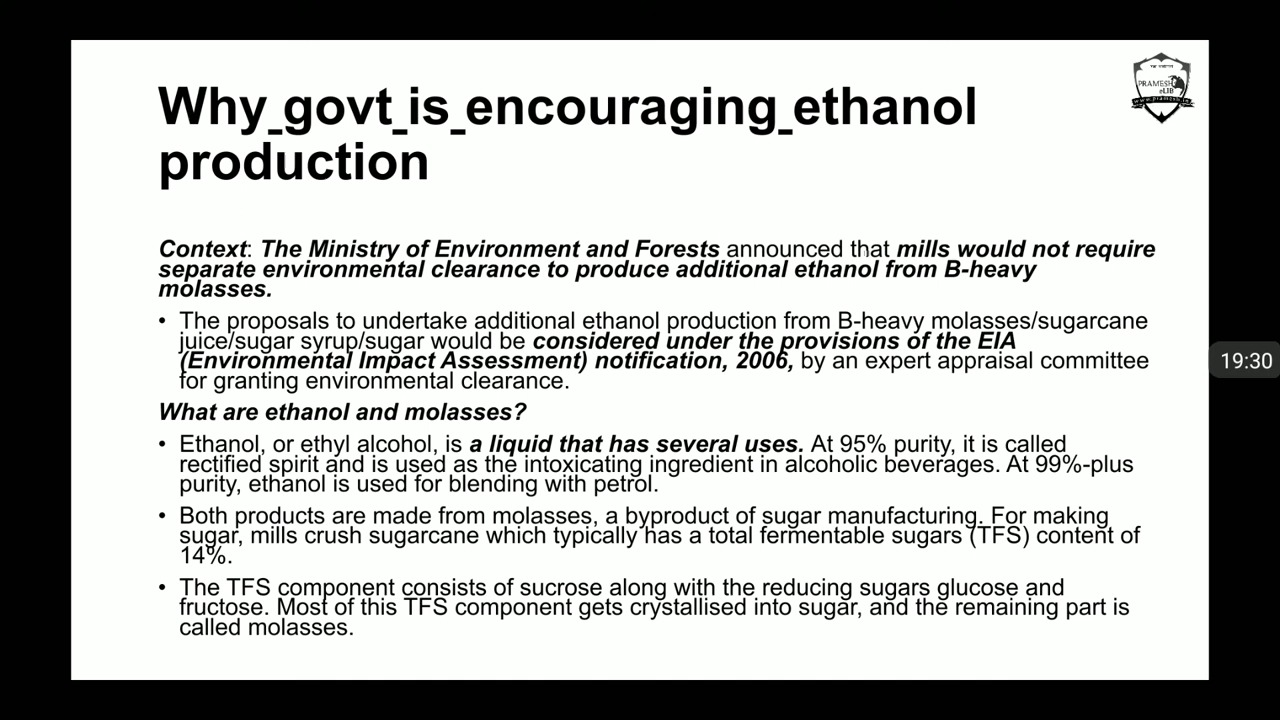 Why govt is encouraging ethanol
production
PRAMESH
eLIB
Context: The Ministry of Environment and Forests announced that mills would not require
separate environmental clearance to produce additional ethanol from B-heavy
molasses.
• The proposals to undertake additional ethanol production from B-heavy molasses/sugarcane
juice/sugar syrup/sugar would be considered under the provisions of the EIA
(Environmental Impact Assessment) notification, 2006, by an expert appraisal committee
for granting environmental clearance.
19:30
What are ethanol and molasses?
• Ethanol, or ethyl alcohol, is a liquid that has several uses. At 95% purity, it is called
rectified spirit and is used as the intoxicating ingredient in alcoholic beverages. At 99%-plus
purity, ethanol is used for blending with petrol.
• Both products are made from molasses, a byproduct of sugar manufacturing. For making
sugar, mills crush sugarcane which typically has a total fermentable sugars (TFS) content of
14%.
• The TFS component consists of sucrose along with the reducing sugars glucose and
fructose. Most of this TFS component gets crystallised into sugar, and the remaining part is
called molasses.